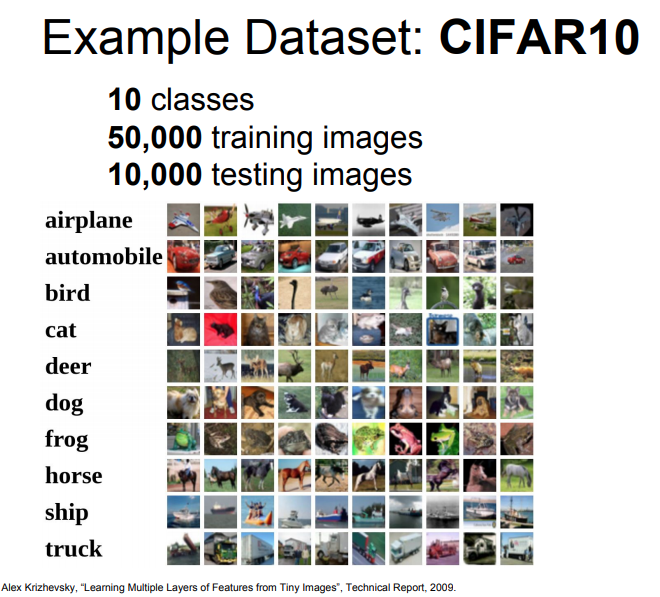 Example Dataset: CIFAR10
10 classes
50,000 training images
10,000 testing images
airplane
automobile
bird
cat
deer
dog
frog
horse
ship
truck
Alex Krizhevsky, “Learning Multiple Layers of Features from Tiny Images”, Technical Report, 2009.